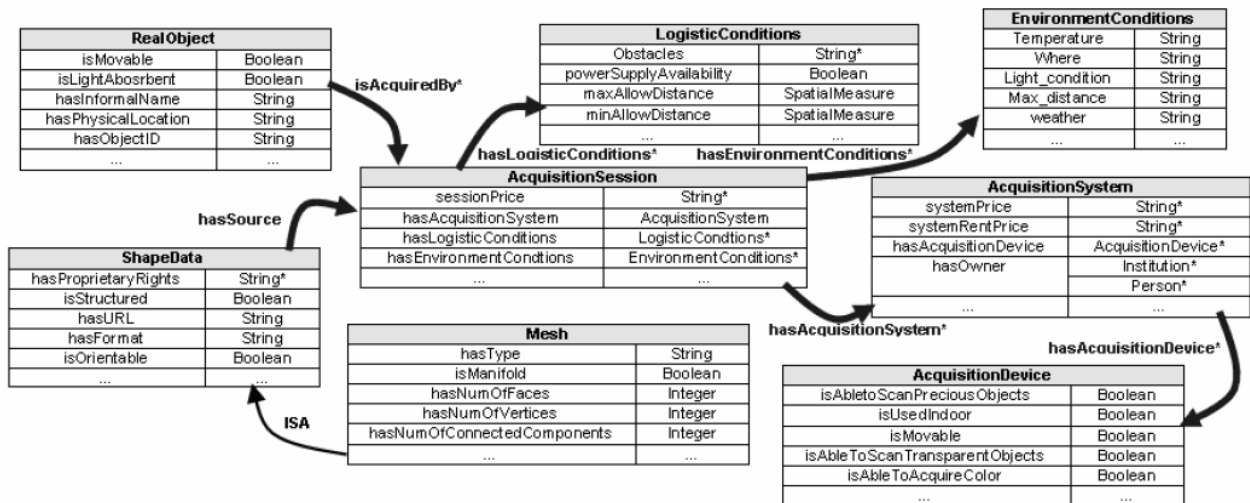 RealObject
isMovable Boolean
isLightAbosrbent Boolean
hasInformalName String
hasPhysicalLocation String
hasObjectID String
... ...
isAcquiredBy*
LogisticConditions
Obstacles String*
powerSupplyAvailability Boolean
maxAllowDistance SpatialMeasure
minAllowDistance SpatialMeasure
... ...
EnvironmentConditions
Temperature String
Where String
Light_condition String
Max_distance String
weather String
... ...
hasLogisticConditions*
hasEnvironmentConditions*
AcquisitionSession
sessionPrice String*
hasAcquisitionSystem AcquisitionSystem
hasLogisticConditions LogisticCondtions*
hasEnvironmentCondtions EnvironmentConditions*
... ...
AcquisitionSystem
systemPrice String*
systemRentPrice String*
hasAcquisitionDevice AcquisitionDevice*
hasOwner Institution*
Person*
... ...
hasSource
ShapeData
hasProprietaryRights String*
isStructured Boolean
hasURL String
hasFormat String
isOrientable Boolean
... ...
ISA
Mesh
hasType String
isManifold Boolean
hasNumOfFaces Integer
hasNumOfVertices Integer
hasNumOfConnectedComponents Integer
... ...
hasAcquisitionSystem*
hasAcquisitionDevice*
AcquisitionDevice
isAbletoScanPreciousObjects Boolean
isUsedIndoor Boolean
isMovable Boolean
isAbleToScanTransparentObjects Boolean
isAbleToAcquireColor Boolean
... ...